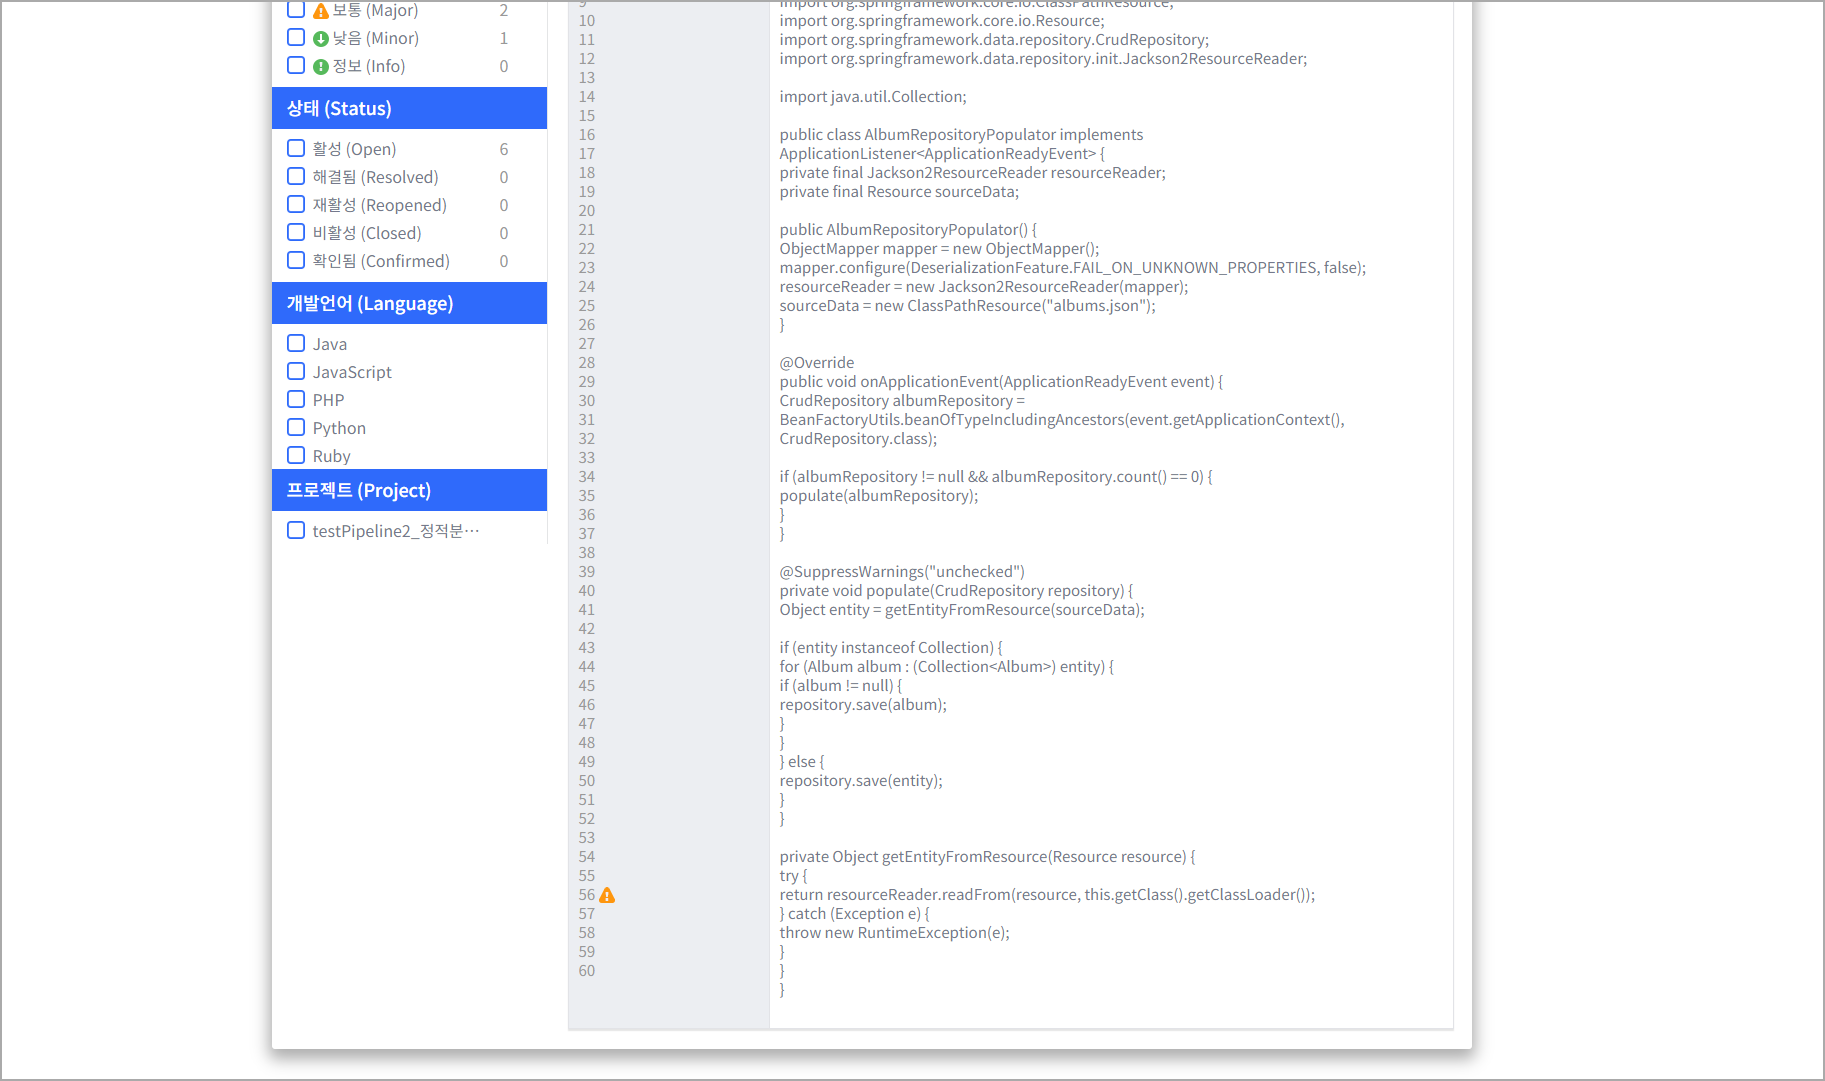 보통 (Major) 2
낮음 (Minor) 1
정보 (Info) 0
상태 (Status)
활성 (Open) 6
해결됨 (Resolved) 0
재활성 (Reopened) 0
비활성 (Closed) 0
확인됨 (Confirmed) 0
개발언어 (Language)
Java
JavaScript
PHP
Python
Ruby
프로젝트 (Project)
testPipeline2_정적분…
9 import org.springframework.core.io.ClassPathResource;
10 import org.springframework.core.io.Resource;
11 import org.springframework.data.repository.CrudRepository;
12 import org.springframework.data.repository.init.Jackson2ResourceReader;
13
14 import java.util.Collection;
15
16 public class AlbumRepositoryPopulator implements
17 ApplicationListener<ApplicationReadyEvent> {
18 private final Jackson2ResourceReader resourceReader;
19 private final Resource sourceData;
20
21 public AlbumRepositoryPopulator() {
22 ObjectMapper mapper = new ObjectMapper();
23 mapper.configure(DeserializationFeature.FAIL_ON_UNKNOWN_PROPERTIES, false);
24 resourceReader = new Jackson2ResourceReader(mapper);
25 sourceData = new ClassPathResource("albums.json");
26 }
27
28 @Override
29 public void onApplicationEvent(ApplicationReadyEvent event) {
30 CrudRepository albumRepository =
31 BeanFactoryUtils.beanOfTypeIncludingAncestors(event.getApplicationContext(),
32 CrudRepository.class);
33
34 if (albumRepository != null && albumRepository.count() == 0) {
35 populate(albumRepository);
36 }
37 }
38
39 @SuppressWarnings("unchecked")
40 private void populate(CrudRepository repository) {
41 Object entity = getEntityFromResource(sourceData);
42
43 if (entity instanceof Collection) {
44 for (Album album : (Collection<Album>) entity) {
45 if (album != null) {
46 repository.save(album);
47 }
48 }
49 } else {
50 repository.save(entity);
51 }
52 }
53
54 private Object getEntityFromResource(Resource resource) {
55 try {
56 return resourceReader.readFrom(resource, this.getClass().getClassLoader());
57 } catch (Exception e) {
58 throw new RuntimeException(e);
59 }
60 }
}